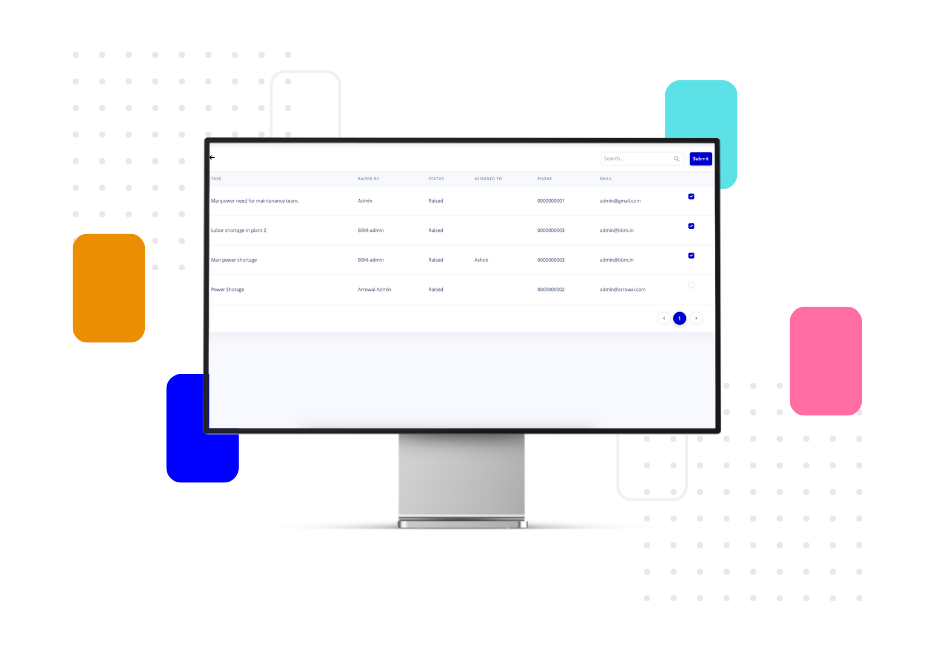 Search...
Submit
TASK RAISED BY STATUS ASSIGNED TO PHONE EMAIL
Manpower need for maintenance team. Admin Raised 0000000001 admin@gmail.com
Labor shortage in plant 2 BBM-admin Raised 0000000003 admin@bbm.in
Man power shortage BBM-admin Raised Ashok 0000000003 admin@bbm.in
Power Shotage Arrowai-Admin Raised 0000000002 admin@arrowai.com
1